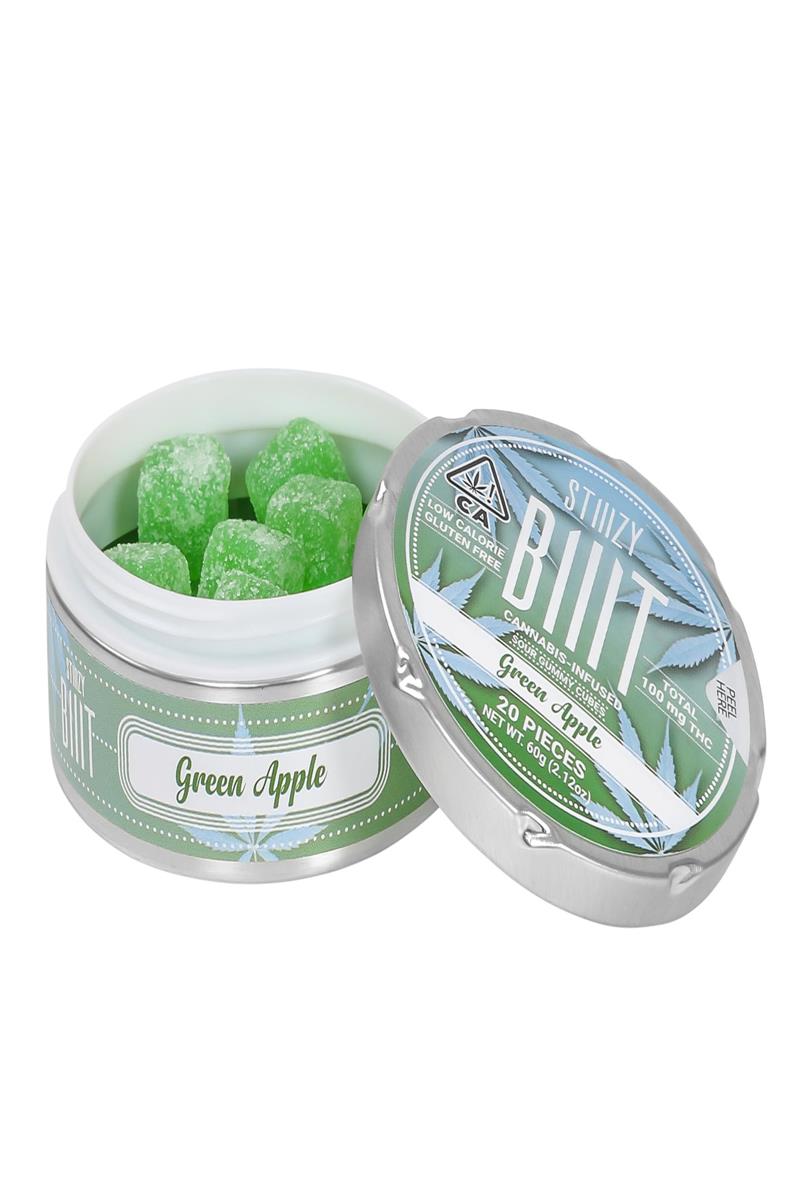 STIIIZY
BIIIT
Green Apple
CA
LOW CALORIE
GLUTEN FREE
STIIIZY
BIIIT
CANNABIS-INFUSED
SOUR GUMMY CUBES
Green Apple
20 PIECES
NET WT. 60g (2.12oz)
TOTAL
100 mg THC
PEEL
HERE